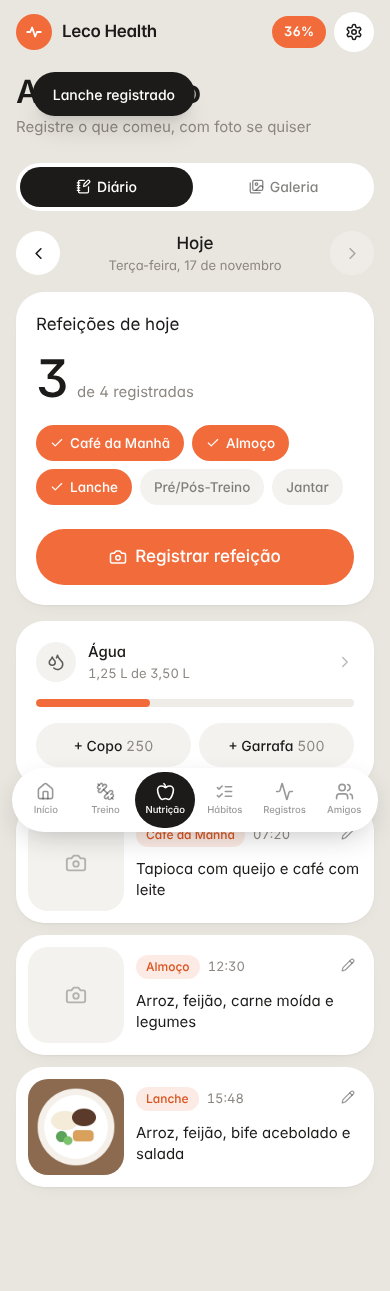 Leco Health
36%
Lanche registrado
Registre o que comeu, com foto se quiser
Diário
Galeria
Hoje
Terça-feira, 17 de novembro
Refeições de hoje
3 de 4 registradas
Café da Manhã
Almoço
Lanche
Pré/Pós-Treino
Jantar
Registrar refeição
Água
1,25 L de 3,50 L
+ Copo 250
+ Garrafa 500
Início
Treino
Nutrição
Hábitos
Registros
Amigos
Café da Manhã 07:20
Tapioca com queijo e café com
leite
Almoço 12:30
Arroz, feijão, carne moída e
legumes
Lanche 15:48
Arroz, feijão, bife acebolado e
salada